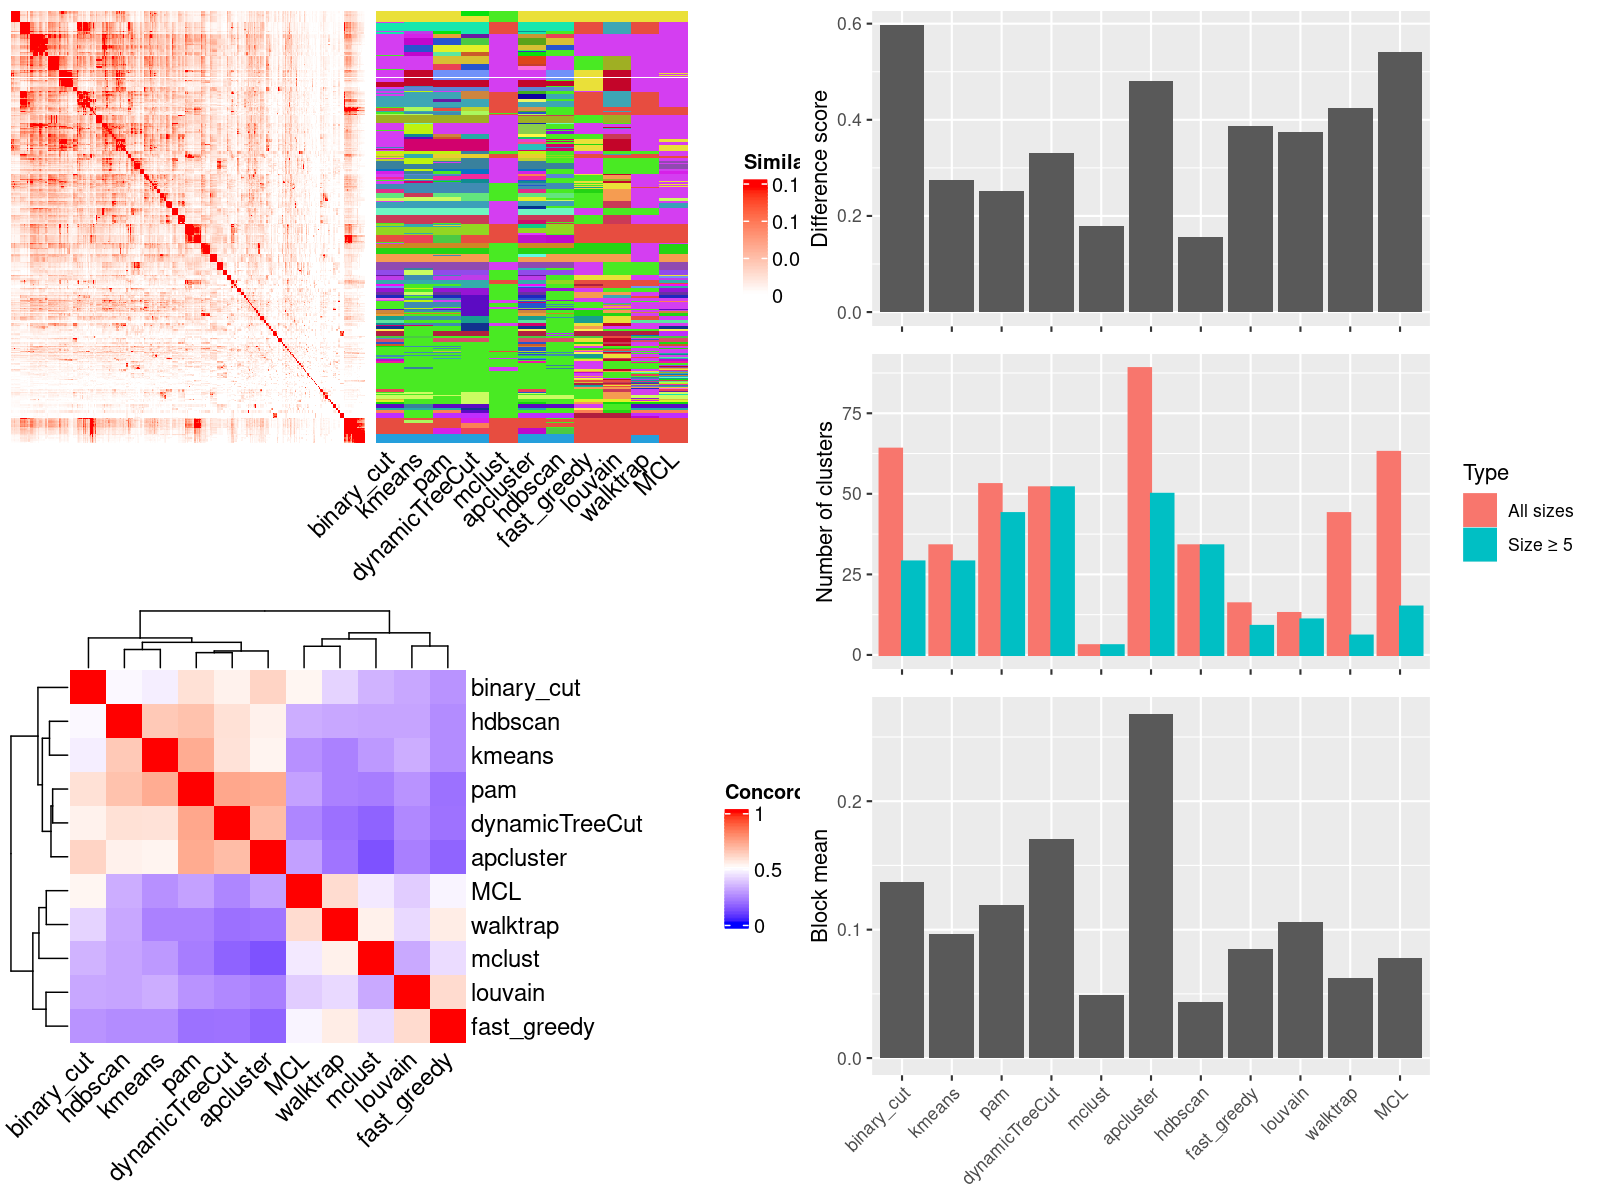 Simila
0.1
0.1
0.0
0
binary_cut
kmeans
pam
dynamicTreeCut
mclust
apcluster
hdbscan
fast_greedy
louvain
walktrap
MCL
binary_cut
hdbscan
kmeans
pam
dynamicTreeCut
apcluster
MCL
walktrap
mclust
louvain
fast_greedy
Concord
1
0.5
0
binary_cut
hdbscan
kmeans
pam
dynamicTreeCut
apcluster
MCL
walktrap
mclust
louvain
fast_greedy
Difference score
0.6
0.4
0.2
0.0
Number of clusters
75
50
25
0
Type
All sizes
Size ≥ 5
Block mean
0.2
0.1
0.0
binary_cut
kmeans
pam
dynamicTreeCut
mclust
apcluster
hdbscan
fast_greedy
louvain
walktrap
MCL